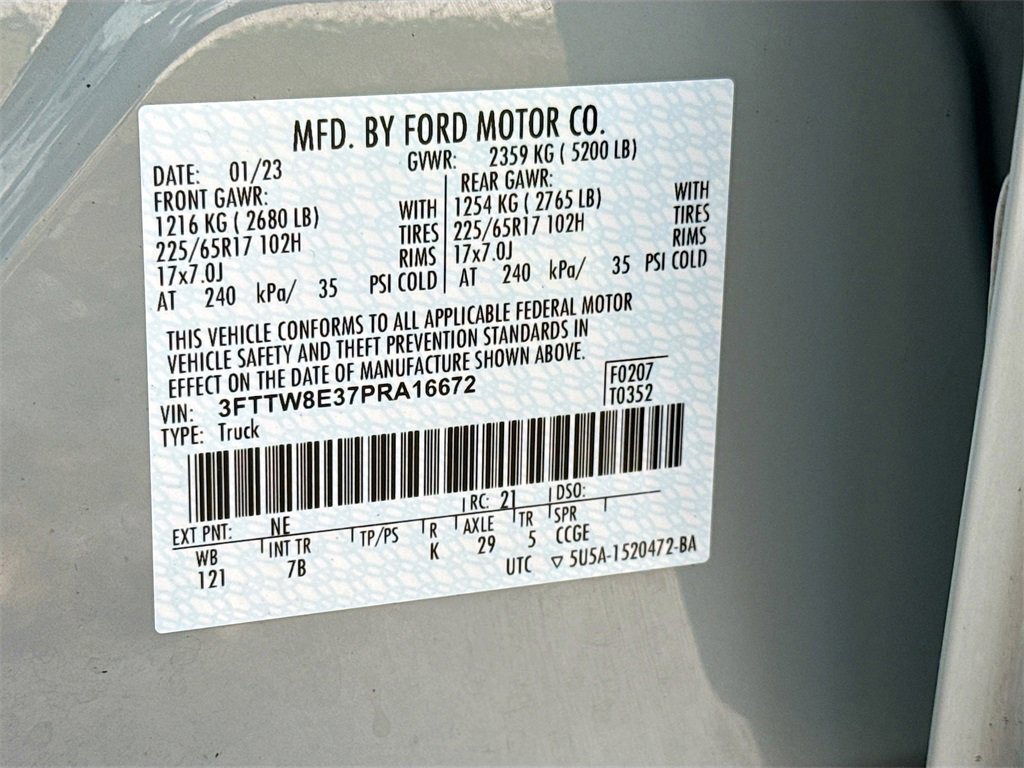 MFD. BY FORD MOTOR CO.
DATE: 01/23 GVWR: 2359 KG ( 5200 LB)
FRONT GAWR: REAR GAWR:
1216 KG ( 2680 LB) WITH 1254 KG ( 2765 LB) WITH
225/65R17 102H TIRES 225/65R17 102H TIRES
17x7.0J RIMS 17x7.0J RIMS
AT 240 kPa/ 35 PSI COLD AT 240 kPa/ 35 PSI COLD
THIS VEHICLE CONFORMS TO ALL APPLICABLE FEDERAL MOTOR
VEHICLE SAFETY AND THEFT PREVENTION STANDARDS IN
EFFECT ON THE DATE OF MANUFACTURE SHOWN ABOVE.
VIN: 3FTTW8E37PRA16672 F0207
TYPE: Truck T0352
EXT PNT: NE RC: 21 DSO:
WB INT TR TP/PS R AXLE TR SPR
121 7B K 29 5 CCGE
UTC ▽ 5U5A-1520472-BA